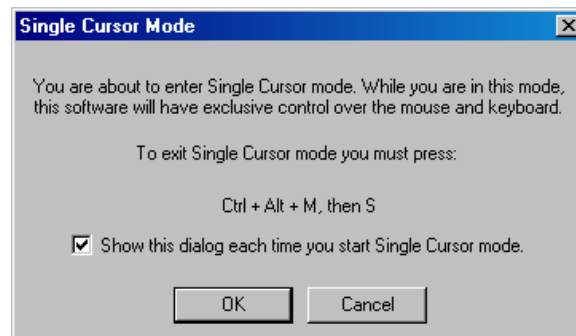 Single Cursor Mode
You are about to enter Single Cursor mode. While you are in this mode,
this software will have exclusive control over the mouse and keyboard.
To exit Single Cursor mode you must press:
Ctrl + Alt + M, then S
Show this dialog each time you start Single Cursor mode.
OK Cancel